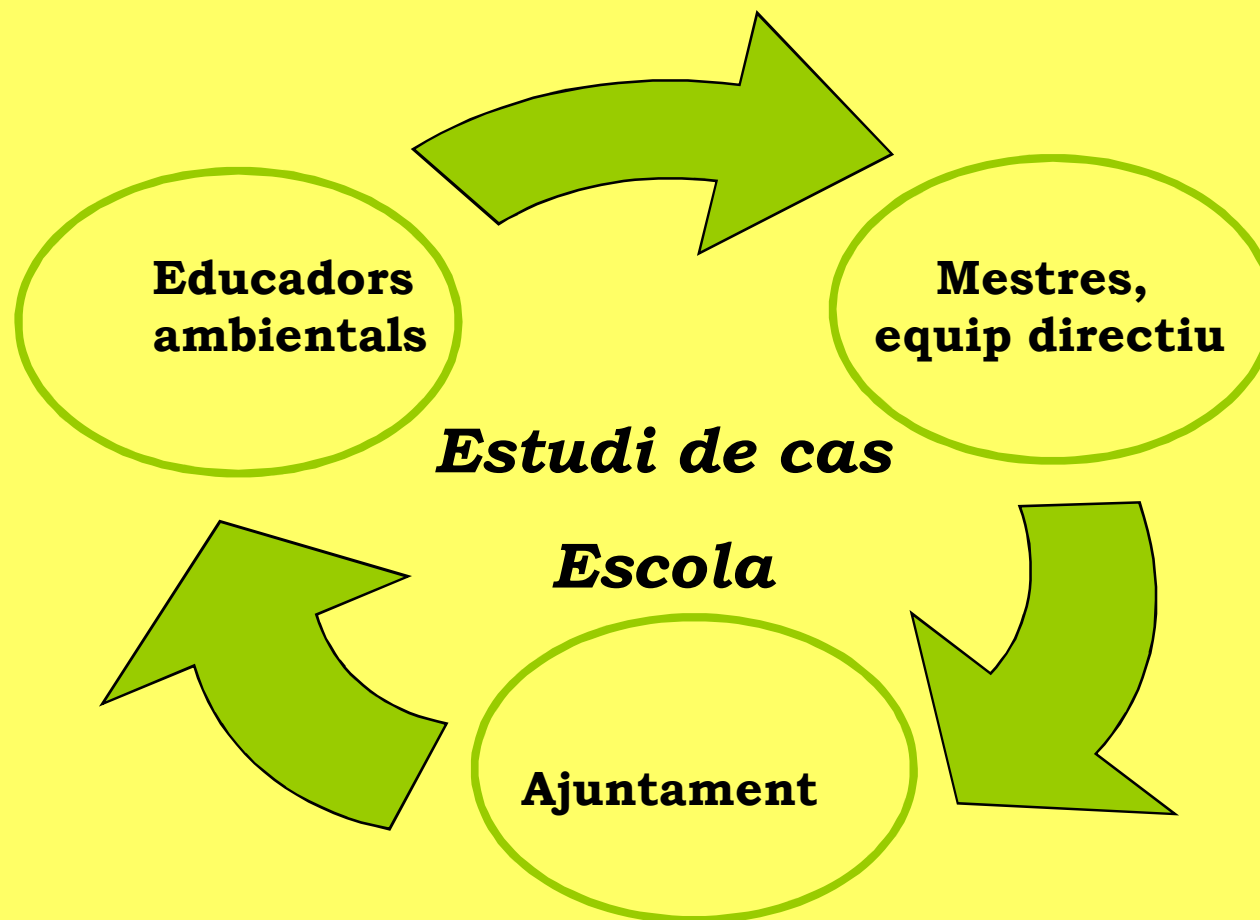 Educadors
ambientals
Mestres,
equip directiu
Estudi de cas
Escola
Ajuntament